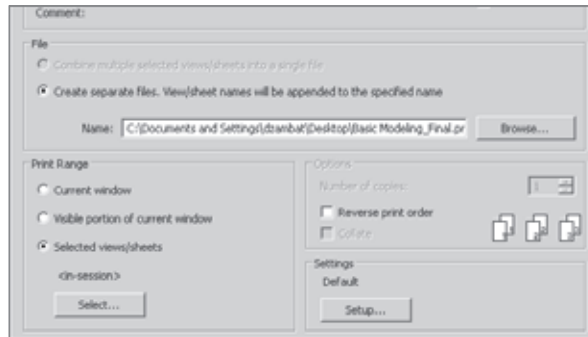 Comment:
File
Combine multiple selected views/sheets into a single file
Create separate files. View/sheet names will be appended to the specified name
Name: C:\Documents and Settings\dzambat\Desktop\Basic Modeling_Final.pr Browse...
Print Range
Current window
Visible portion of current window
Selected views/sheets
<in-session>
Select...
Options
Number of copies: 1
Reverse print order
Collate
Settings
Default
Setup...